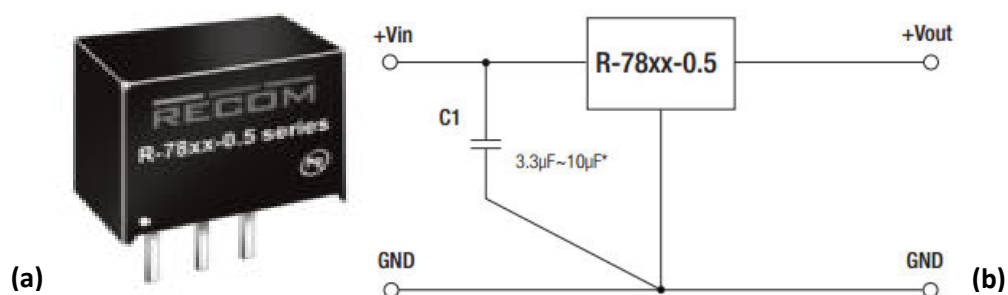 RECOM
R-78xx-0.5 series
(a)
+Vin
R-78xx-0.5
+Vout
C1
3.3µF~10µF*
GND
GND
(b)